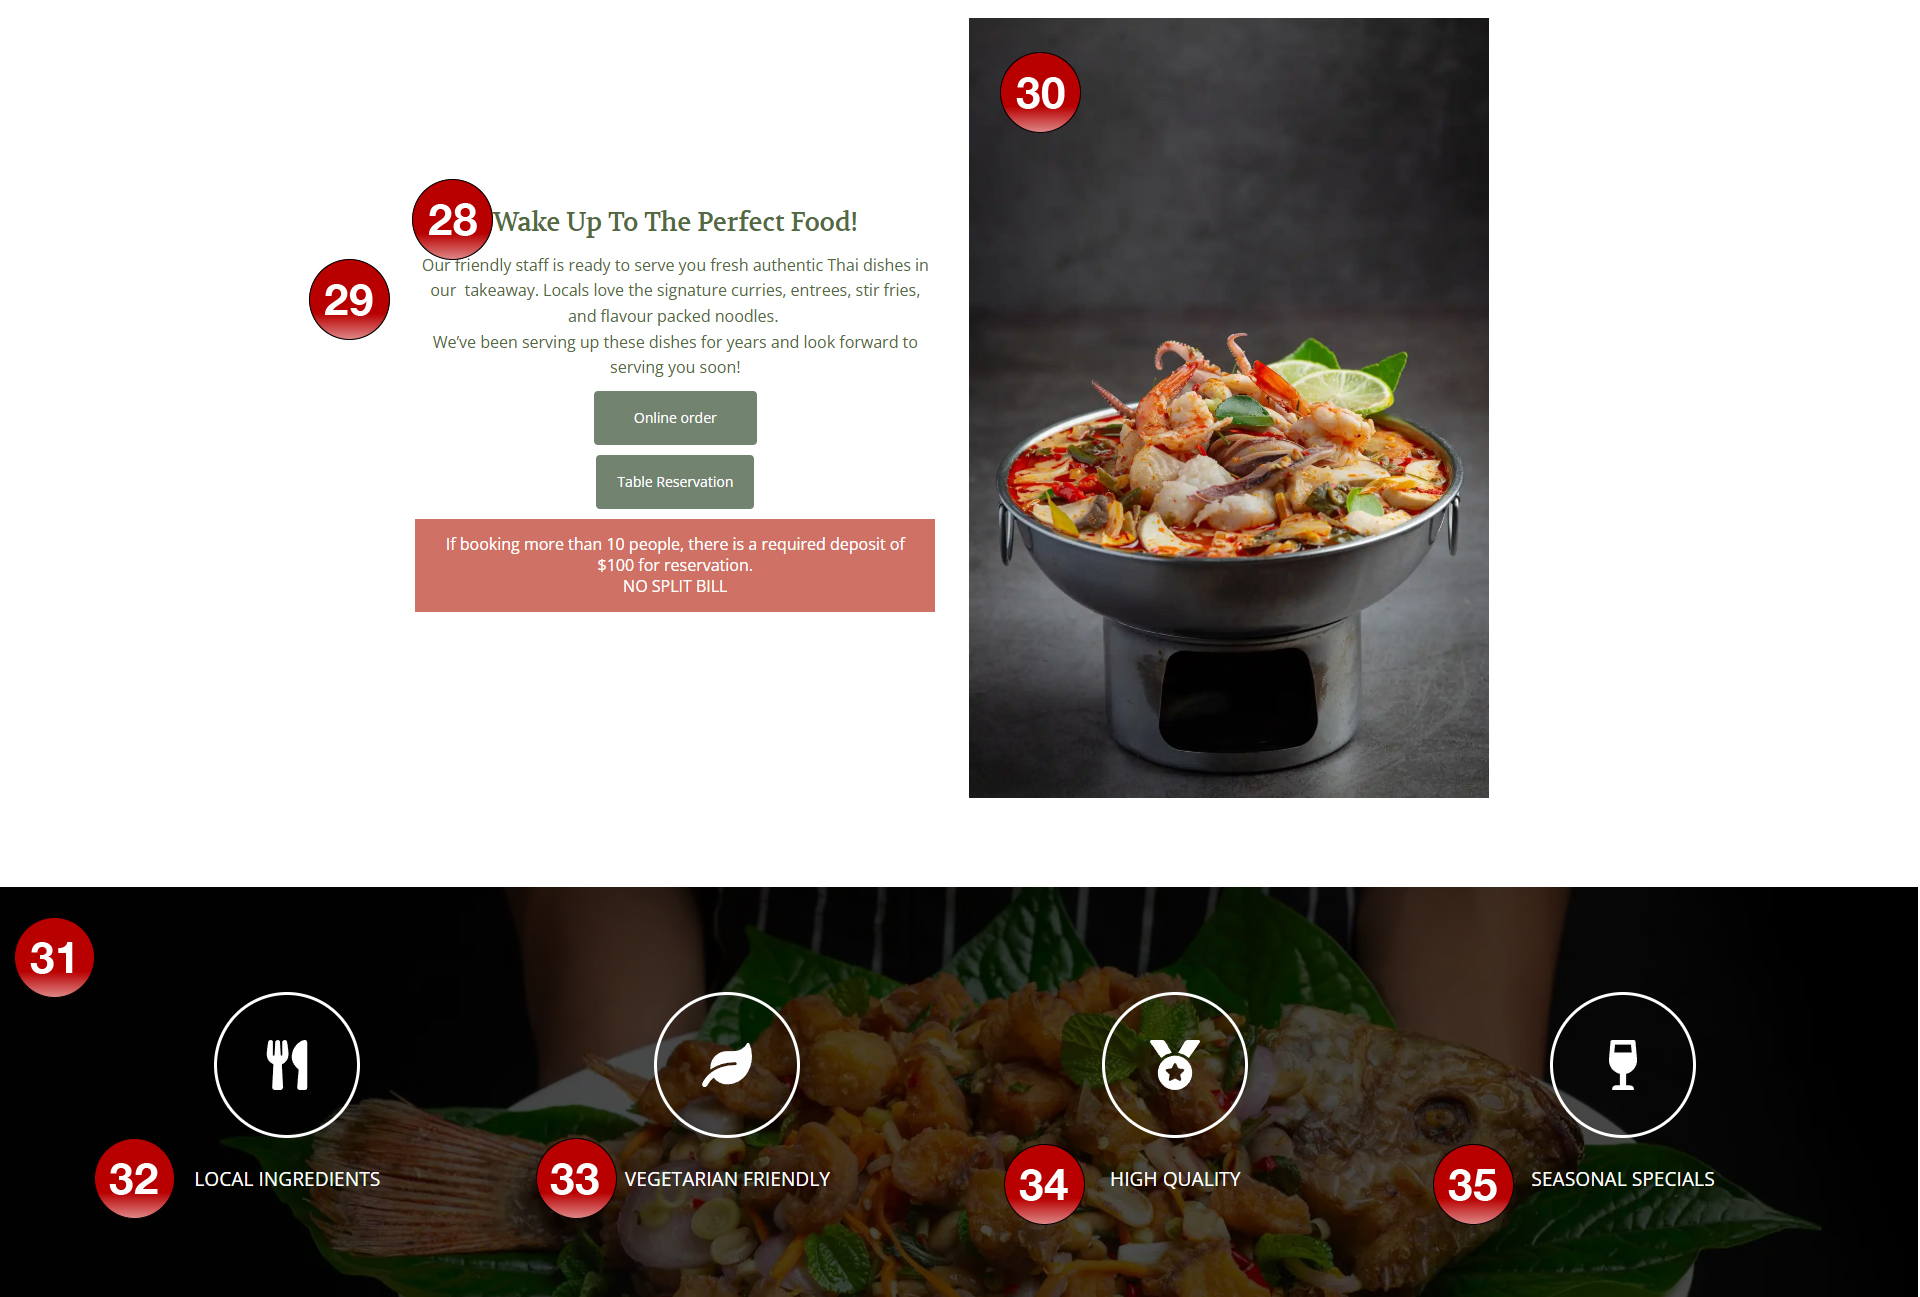 30
28 Wake Up To The Perfect Food!
29
Our friendly staff is ready to serve you fresh authentic Thai dishes in
our takeaway. Locals love the signature curries, entrees, stir fries,
and flavour packed noodles.
We've been serving up these dishes for years and look forward to
serving you soon!
Online order
Table Reservation
If booking more than 10 people, there is a required deposit of
$100 for reservation.
NO SPLIT BILL
31
32 LOCAL INGREDIENTS
33 VEGETARIAN FRIENDLY
34 HIGH QUALITY
35 SEASONAL SPECIALS